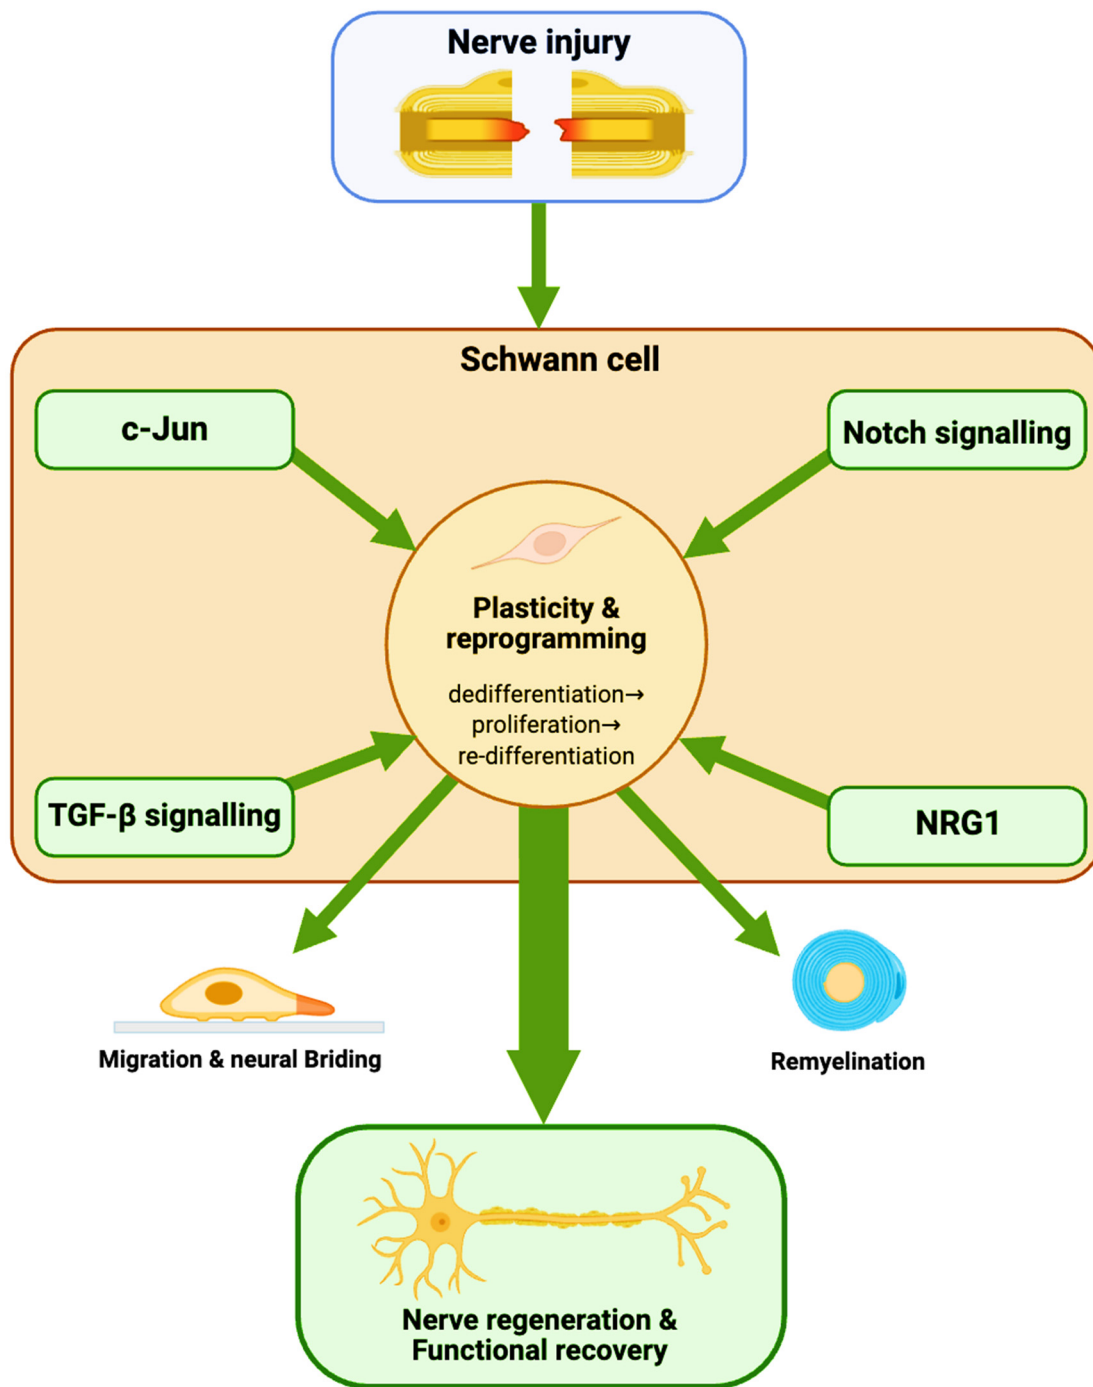 Nerve injury
Schwann cell
c-Jun
Notch signalling
Plasticity &
reprogramming
dedifferentiation→
proliferation→
re-differentiation
TGF-β signalling
NRG1
Migration & neural Briding
Remyelination
Nerve regeneration &
Functional recovery